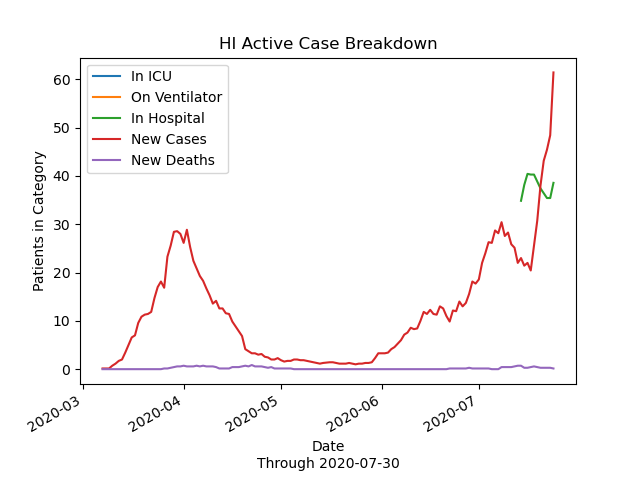 HI Active Case Breakdown
In ICU
On Ventilator
In Hospital
New Cases
New Deaths
Patients in Category
60
50
40
30
20
10
0
2020-03
2020-04
2020-05
2020-06
2020-07
Date
Through 2020-07-30